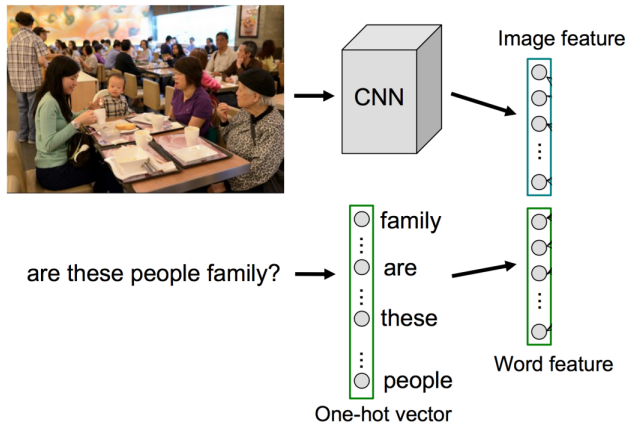 Image feature
CNN
family
are
are these people family?
these
people
Word feature
One-hot vector